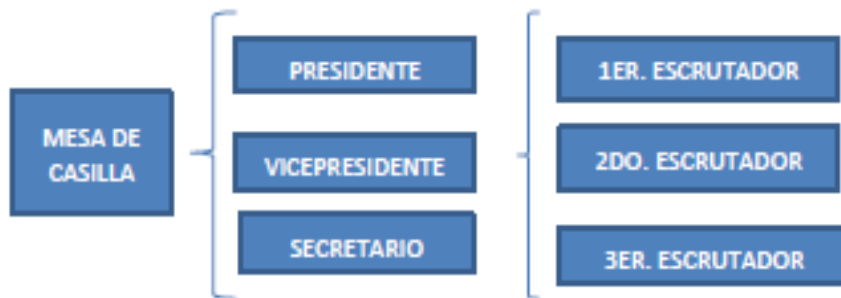 MESA DE
CASILLA
PRESIDENTE
VICEPRESIDENTE
SECRETARIO
1ER. ESCRUTADOR
2DO. ESCRUTADOR
3ER. ESCRUTADOR